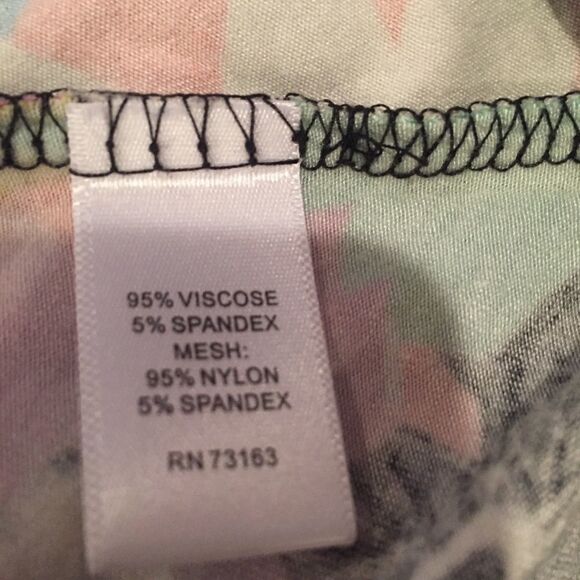 95% VISCOSE
5% SPANDEX
MESH:
95% NYLON
5% SPANDEX
RN 73163